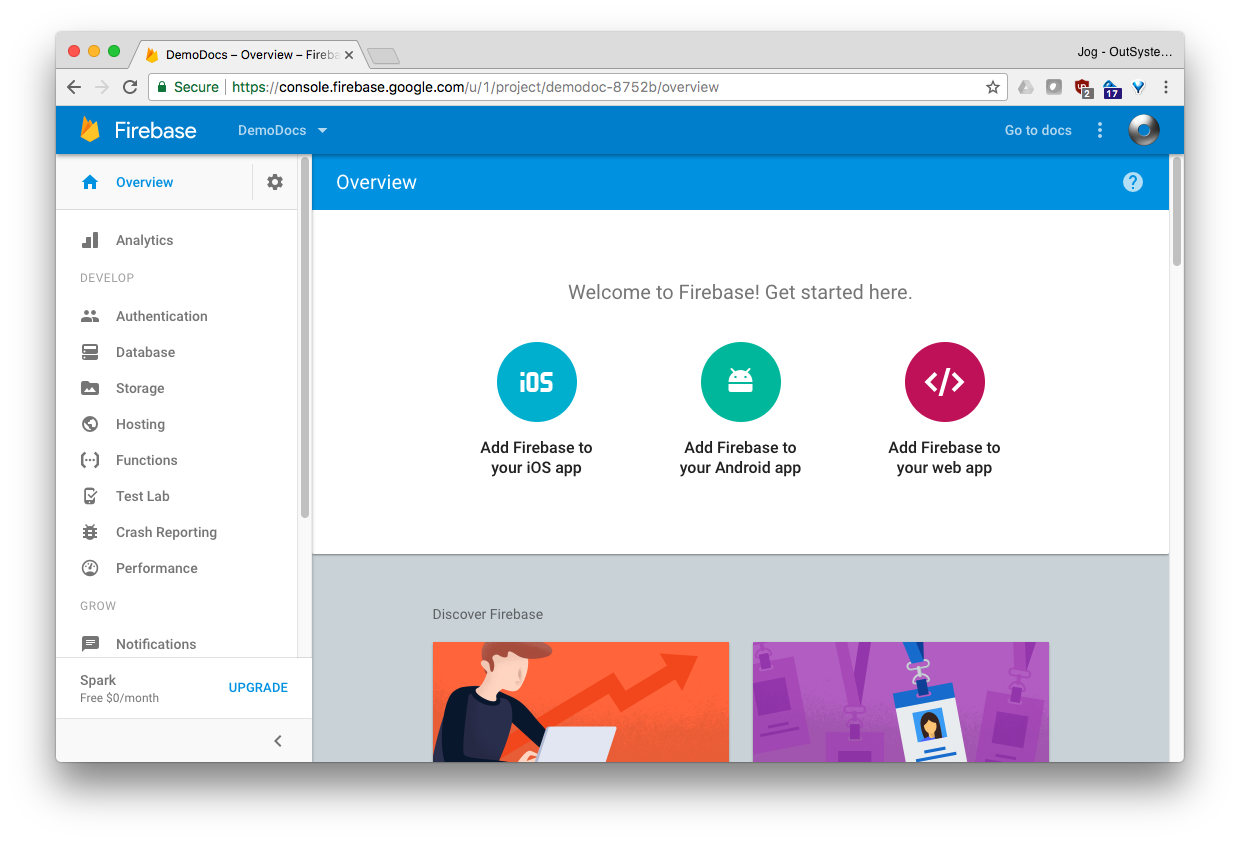 DemoDocs – Overview – Fireba
Jog - OutSyste...
Secure
https://console.firebase.google.com/u/1/project/demodoc-8752b/overview
2
17
Firebase
DemoDocs
Go to docs
Overview
Overview
?
Analytics
DEVELOP
Authentication
Database
Storage
Hosting
Functions
Test Lab
Crash Reporting
Performance
GROW
Notifications
Spark
Free $0/month
UPGRADE
Welcome to Firebase! Get started here.
iOS
</>
Add Firebase to
your iOS app
Add Firebase to
your Android app
Add Firebase to
your web app
Discover Firebase